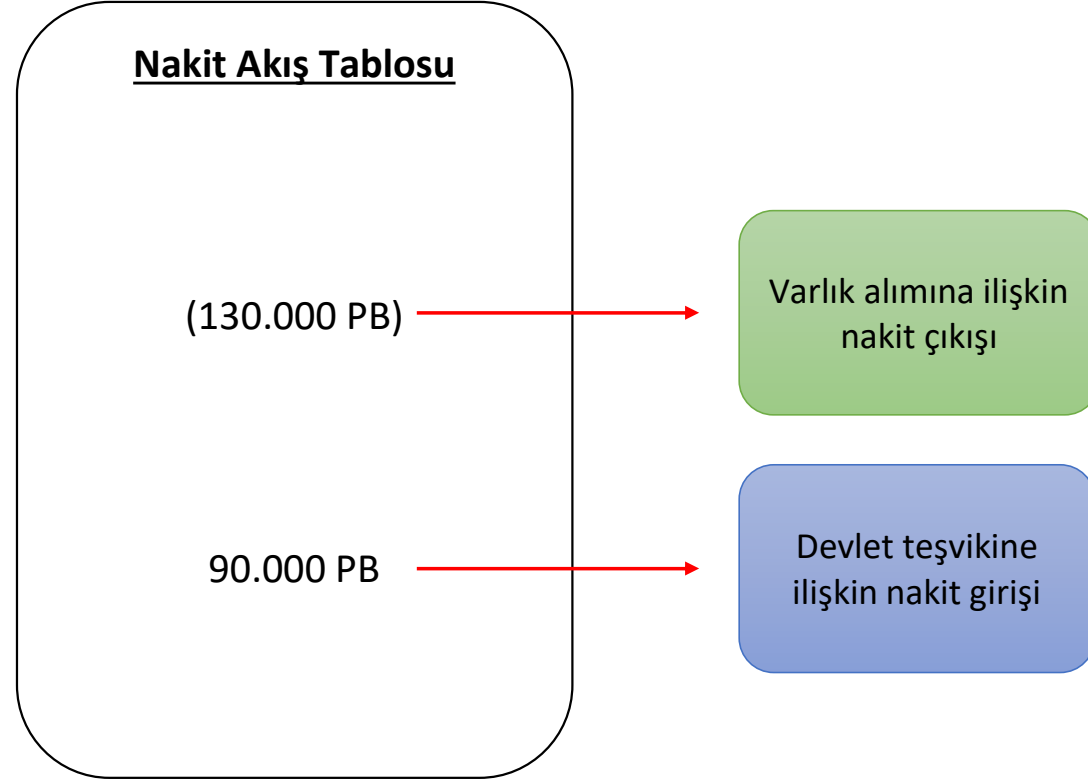 Nakit Akış Tablosu
(130.000 PB)
Varlık alımına ilişkin
nakit çıkışı
90.000 PB
Devlet teşvikine
ilişkin nakit girişi